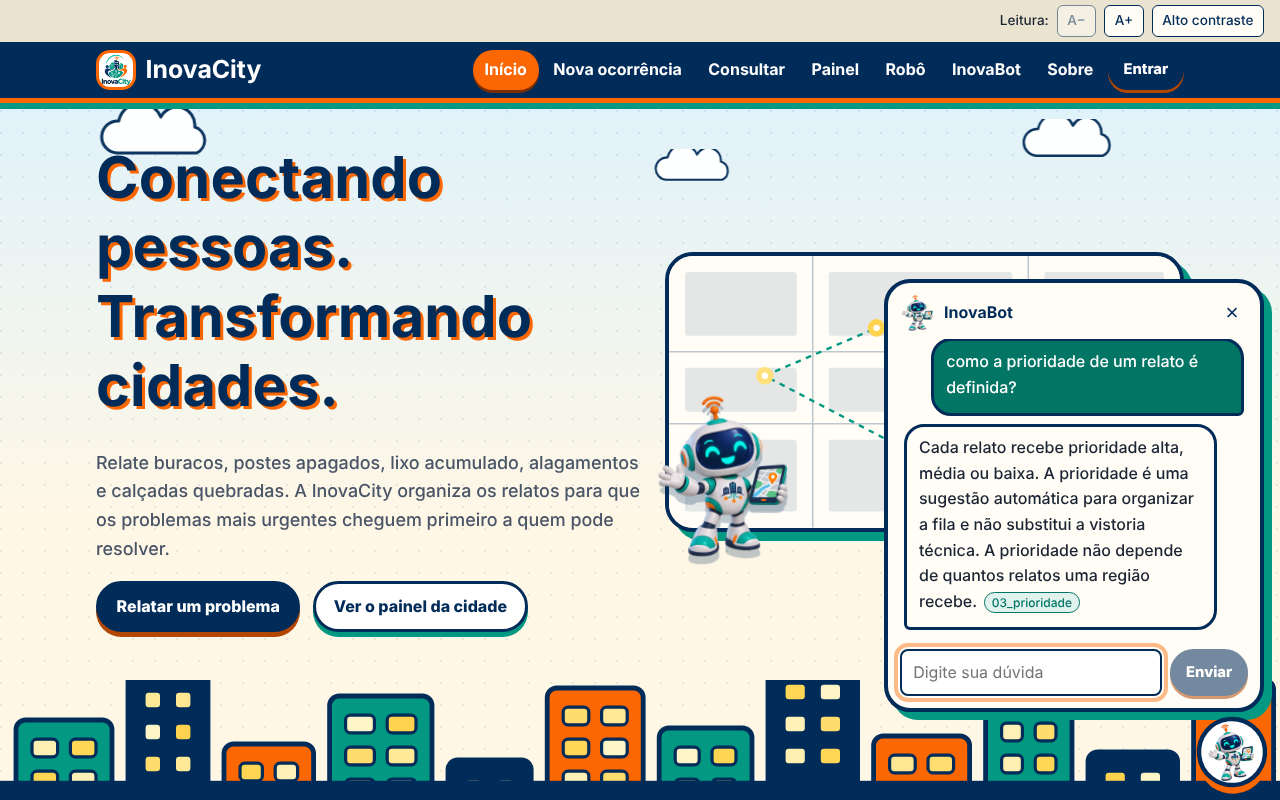 Leitura: A− A+ Alto contraste
InovaCity
InovaCity Início Nova ocorrência Consultar Painel Robô InovaBot Sobre Entrar
Conectando
pessoas.
Transformando
cidades.
Relate buracos, postes apagados, lixo acumulado, alagamentos
e calçadas quebradas. A InovaCity organiza os relatos para que
os problemas mais urgentes cheguem primeiro a quem pode
resolver.
Relatar um problema Ver o painel da cidade
InovaBot ×
como a prioridade de um relato é
definida?
Cada relato recebe prioridade alta,
média ou baixa. A prioridade é uma
sugestão automática para organizar
a fila e não substitui a vistoria
técnica. A prioridade não depende
de quantos relatos uma região
recebe. 03_prioridade
Digite sua dúvida Enviar